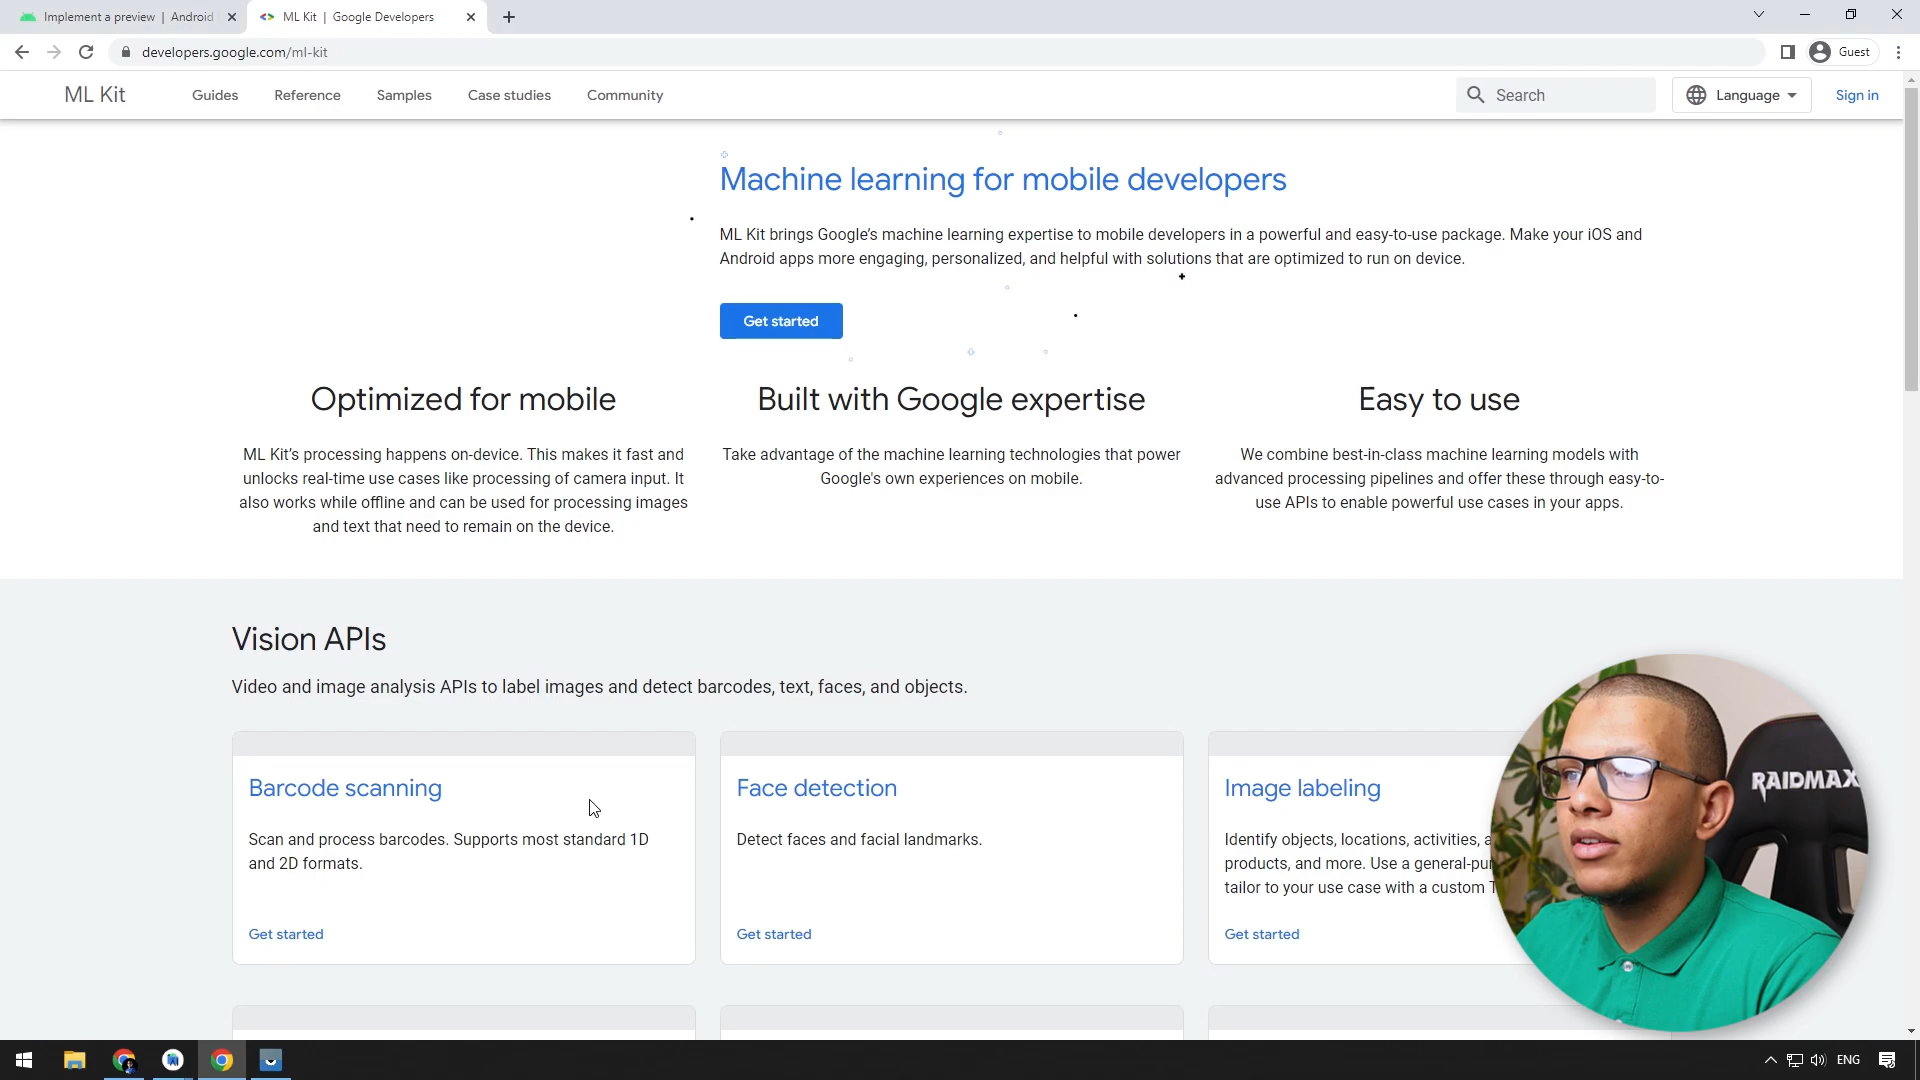 Implement a preview | Android
ML Kit | Google Developers
developers.google.com/ml-kit
Guest
ML Kit
Guides
Reference
Samples
Case studies
Community
Search
Language
Sign in
Machine learning for mobile developers
ML Kit brings Google's machine learning expertise to mobile developers in a powerful and easy-to-use package. Make your iOS and
Android apps more engaging, personalized, and helpful with solutions that are optimized to run on device.
Get started
Optimized for mobile
ML Kit's processing happens on-device. This makes it fast and
unlocks real-time use cases like processing of camera input. It
also works while offline and can be used for processing images
and text that need to remain on the device.
Built with Google expertise
Take advantage of the machine learning technologies that power
Google's own experiences on mobile.
Easy to use
We combine best-in-class machine learning models with
advanced processing pipelines and offer these through easy-to-
use APIs to enable powerful use cases in your apps.
Vision APIs
Video and image analysis APIs to label images and detect barcodes, text, faces, and objects.
Barcode scanning
Scan and process barcodes. Supports most standard 1D
and 2D formats.
Get started
Face detection
Detect faces and facial landmarks.
Get started
Image labeling
Identify objects, locations, activities, a
products, and more. Use a general-pur
tailor to your use case with a custom T
Get started
RAIDMAX
ENG